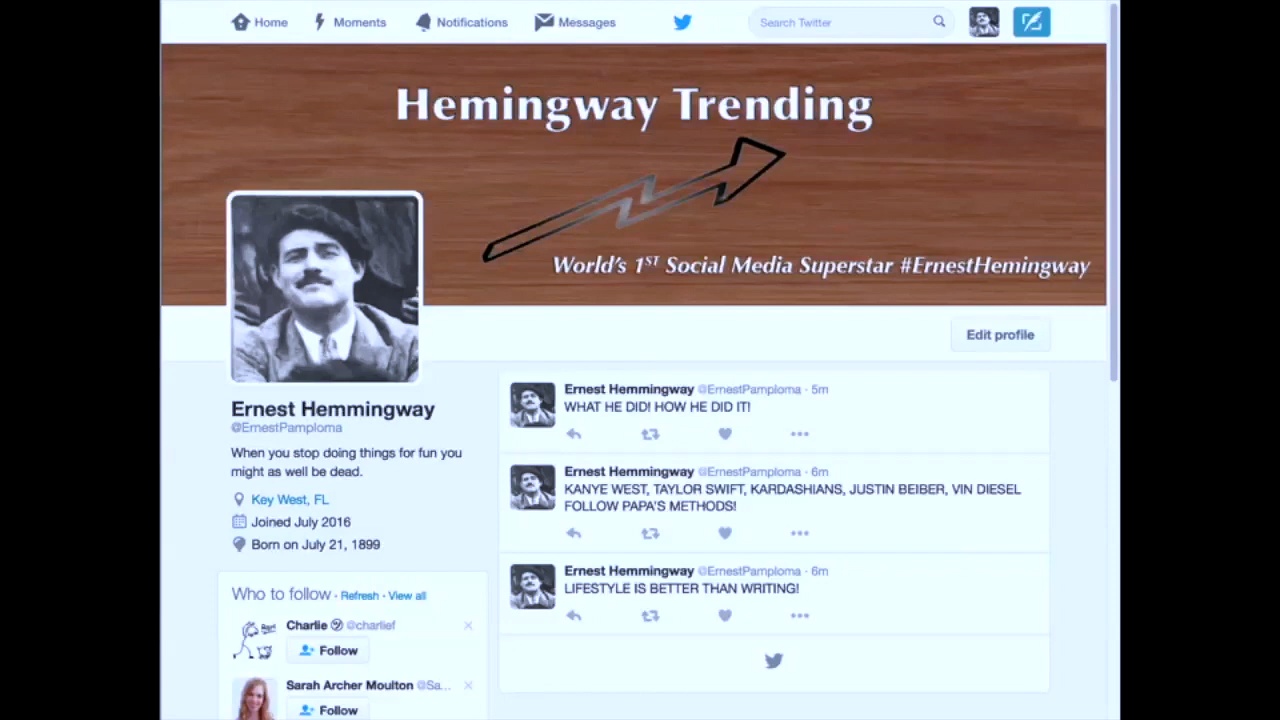 Home Moments Notifications Messages Search Twitter
Hemingway Trending
World's 1ST Social Media Superstar #ErnestHemingway
Edit profile
Ernest Hemmingway
@ErnestPamploma
When you stop doing things for fun you
might as well be dead.
Key West, FL
Joined July 2016
Born on July 21, 1899
Who to follow · Refresh · View all
Charlie @charlief
Follow
Sarah Archer Moulton @Sa...
Follow
Ernest Hemmingway @ErnestPamploma · 5m
WHAT HE DID! HOW HE DID IT!
Ernest Hemmingway @ErnestPamploma · 6m
KANYE WEST, TAYLOR SWIFT, KARDASHIANS, JUSTIN BEIBER, VIN DIESEL
FOLLOW PAPA'S METHODS!
Ernest Hemmingway @ErnestPamploma · 6m
LIFESTYLE IS BETTER THAN WRITING!